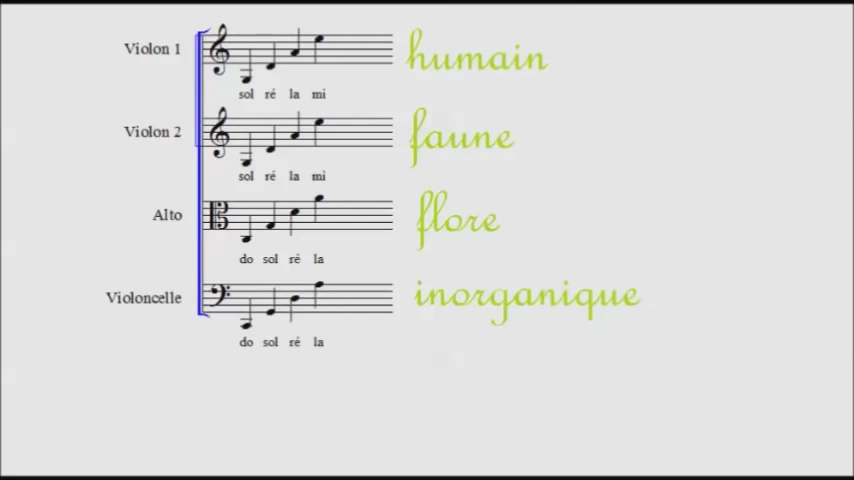 Violon 1 humain
sol ré la mi
Violon 2 faune
sol ré la mi
Alto flore
do sol ré la
Violoncelle inorganique
do sol ré la